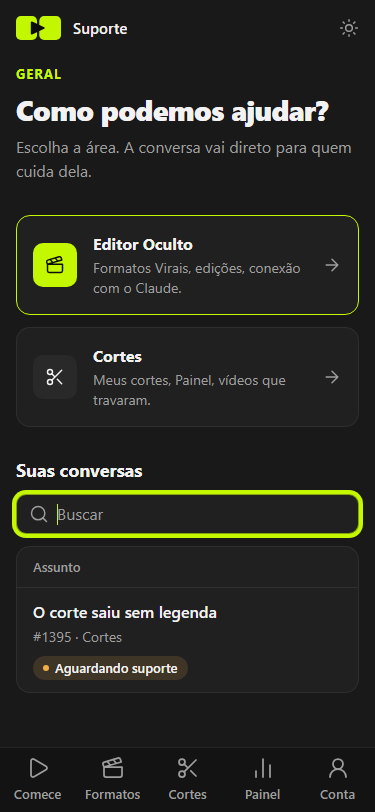 Suporte
GERAL
Como podemos ajudar?
Escolha a área. A conversa vai direto para quem
cuida dela.
Editor Oculto
Formatos Virais, edições, conexão
com o Claude.
Cortes
Meus cortes, Painel, vídeos que
travaram.
Suas conversas
Buscar
Assunto
O corte saiu sem legenda
#1395 · Cortes
Aguardando suporte
Comece Formatos Cortes Painel Conta